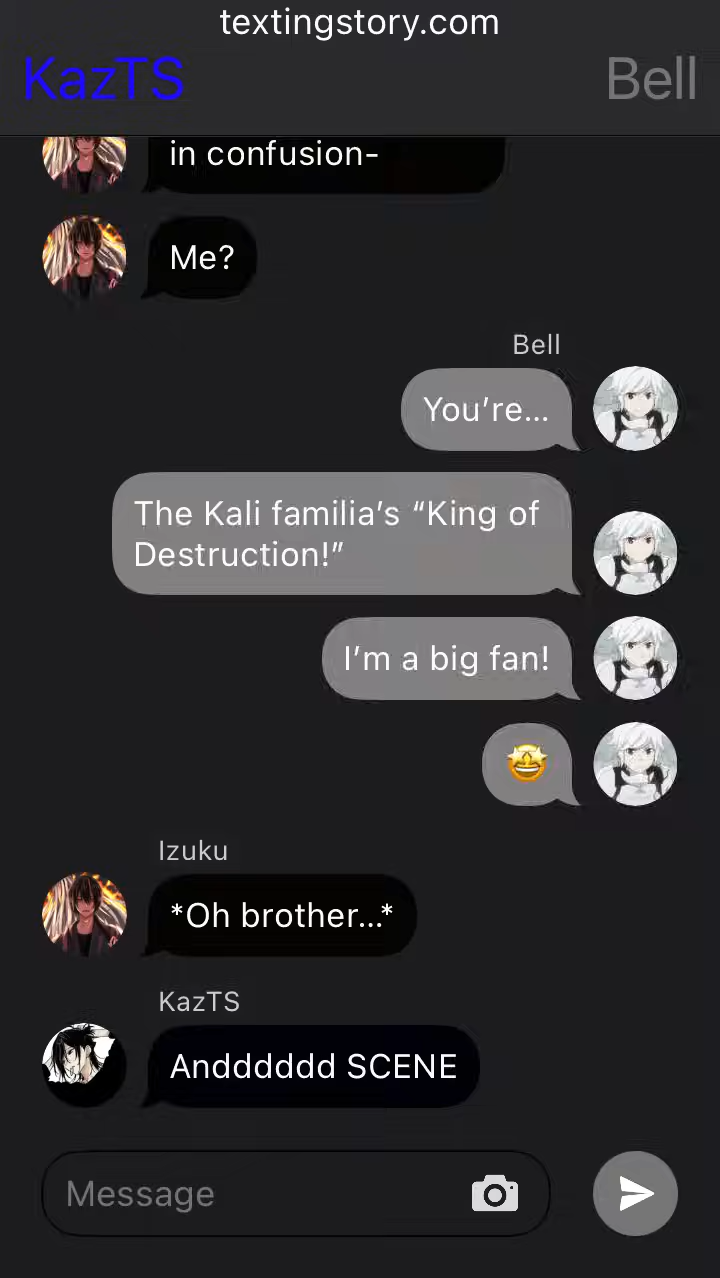 textingstory.com
KazTS
Bell
in confusion-
Me?
Bell
You’re...
The Kali familia’s “King of
Destruction!”
I’m a big fan!
🤩
Izuku
*Oh brother...*
KazTS
Andddddd SCENE
Message